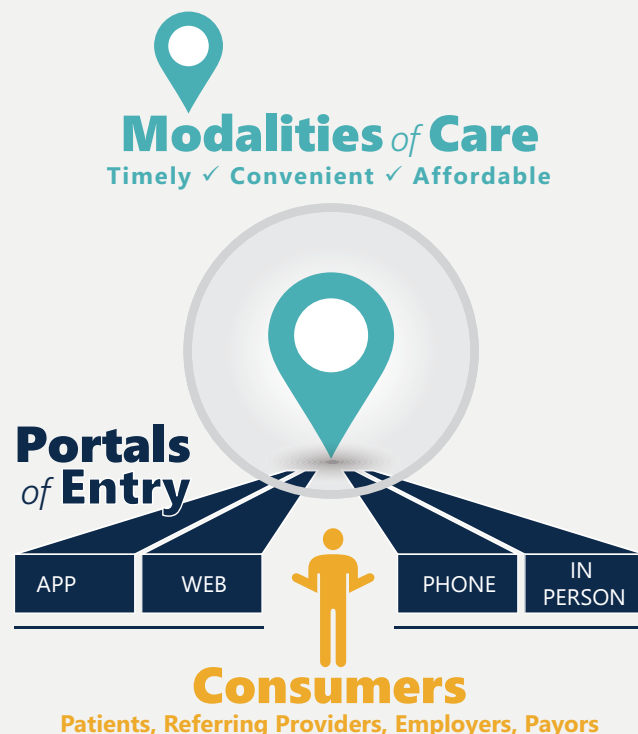 Modalities of Care
Timely ✓ Convenient ✓ Affordable
Portals
of Entry
APP
WEB
PHONE
IN
PERSON
Consumers
Patients, Referring Providers, Employers, Payors